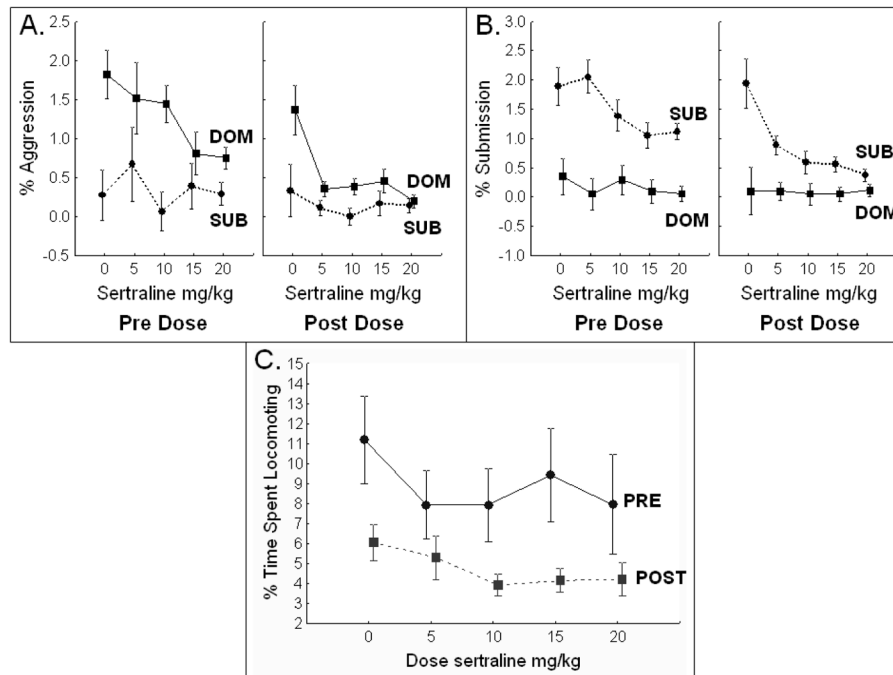 A.
2.5
2.0
1.5
1.0
0.5
0.0
-0.5
% Aggression
DOM
SUB
0 5 10 15 20
Sertraline mg/kg
Pre Dose
DOM
SUB
0 5 10 15 20
Sertraline mg/kg
Post Dose
B.
3.0
2.5
2.0
1.5
1.0
0.5
0.0
-0.5
-1.0
% Submission
SUB
DOM
0 5 10 15 20
Sertraline mg/kg
Pre Dose
SUB
DOM
0 5 10 15 20
Sertraline mg/kg
Post Dose
C.
15
14
13
12
11
10
9
8
7
6
5
4
3
2
% Time Spent Locomoting
PRE
POST
0 5 10 15 20
Dose sertraline mg/kg